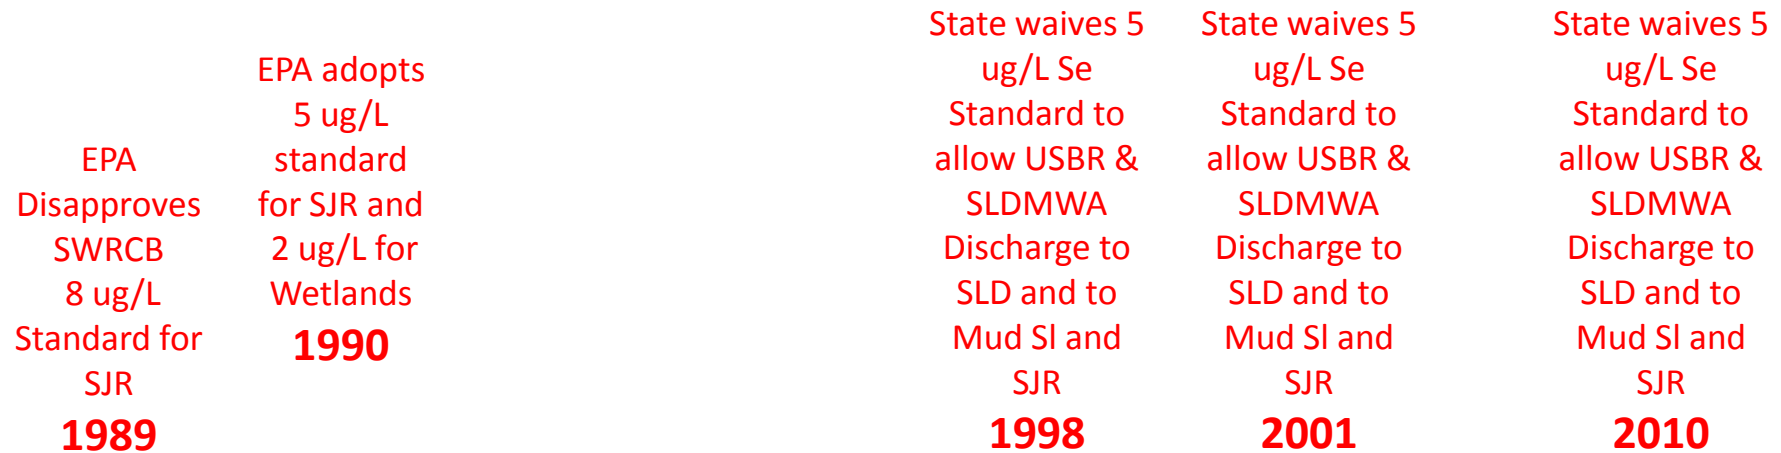 EPA
Disapproves
SWRCB
8 ug/L
Standard for
SJR
1989
EPA adopts
5 ug/L
standard
for SJR and
2 ug/L for
Wetlands
1990
State waives 5
ug/L Se
Standard to
allow USBR &
SLDMWA
Discharge to
SLD and to
Mud Sl and
SJR
1998
State waives 5
ug/L Se
Standard to
allow USBR &
SLDMWA
Discharge to
SLD and to
Mud Sl and
SJR
2001
State waives 5
ug/L Se
Standard to
allow USBR &
SLDMWA
Discharge to
SLD and to
Mud Sl and
SJR
2010